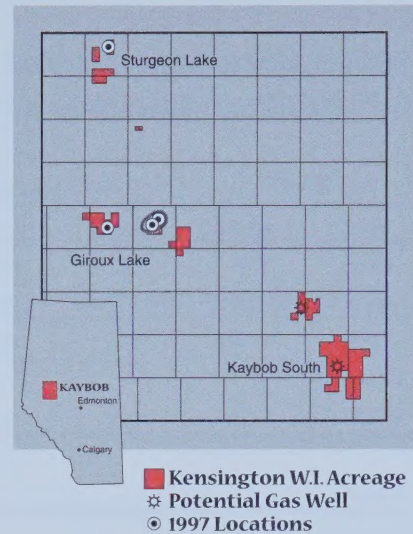 Sturgeon Lake
Giroux Lake
Kaybob South
KAYBOB
Edmonton
Calgary
Kensington W.I. Acreage
Potential Gas Well
1997 Locations